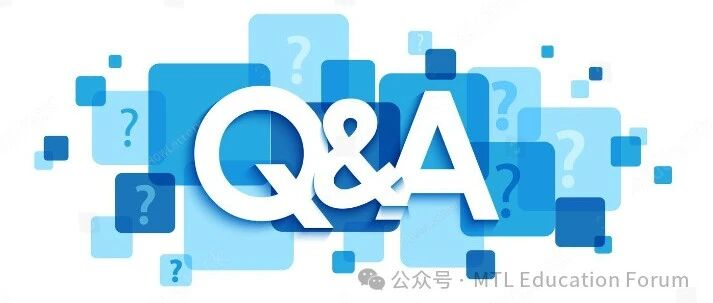 Q&A
? ? ? ? ? ? ? ?
公众号 · MTL Education Forum